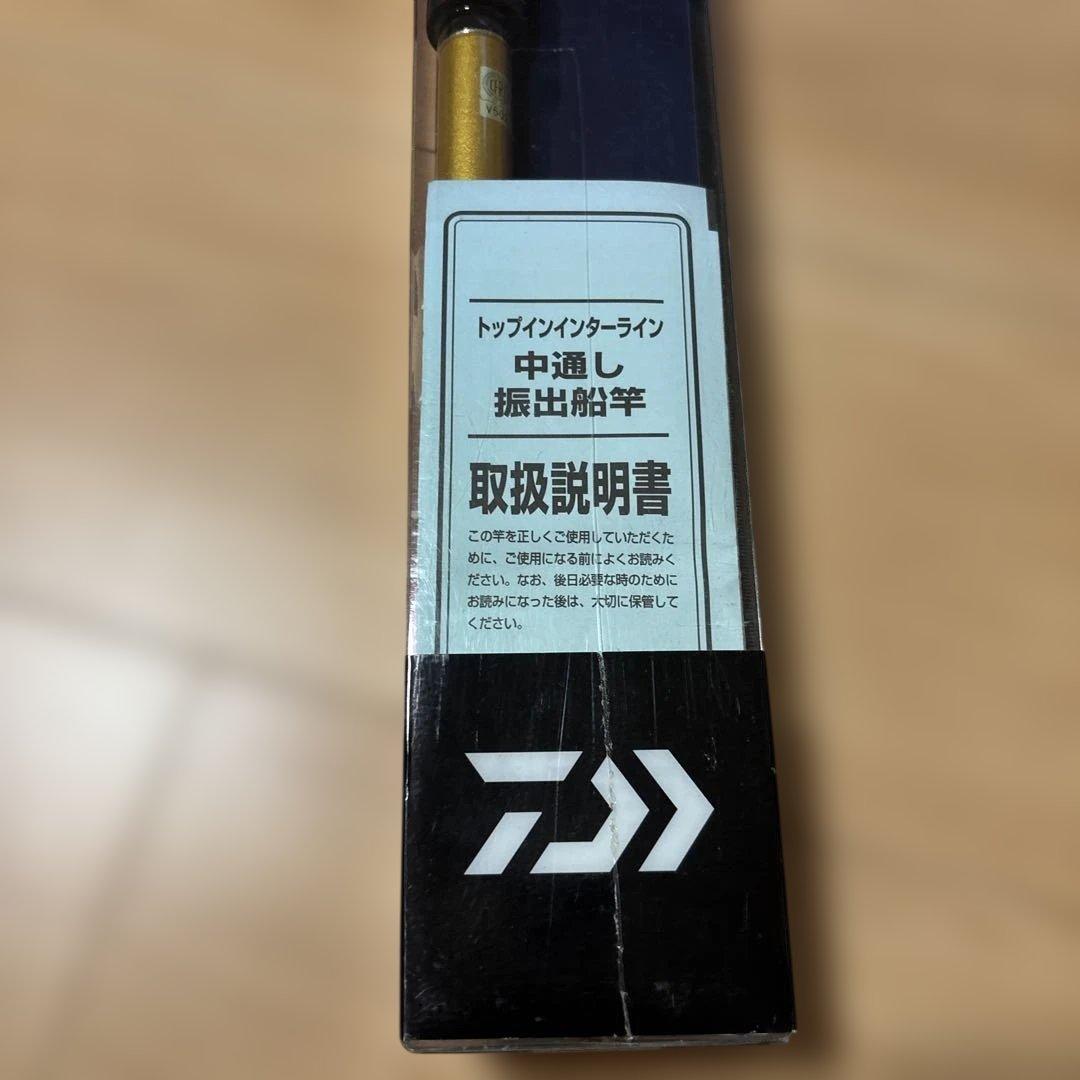 トップインインターライン
中通し
振出船竿
取扱説明書
この竿を正しくご使用していただくた
めに、ご使用になる前によくお読みく
ださい。なお、後日必要な時のために
お読みになった後は、大切に保管して
ください。